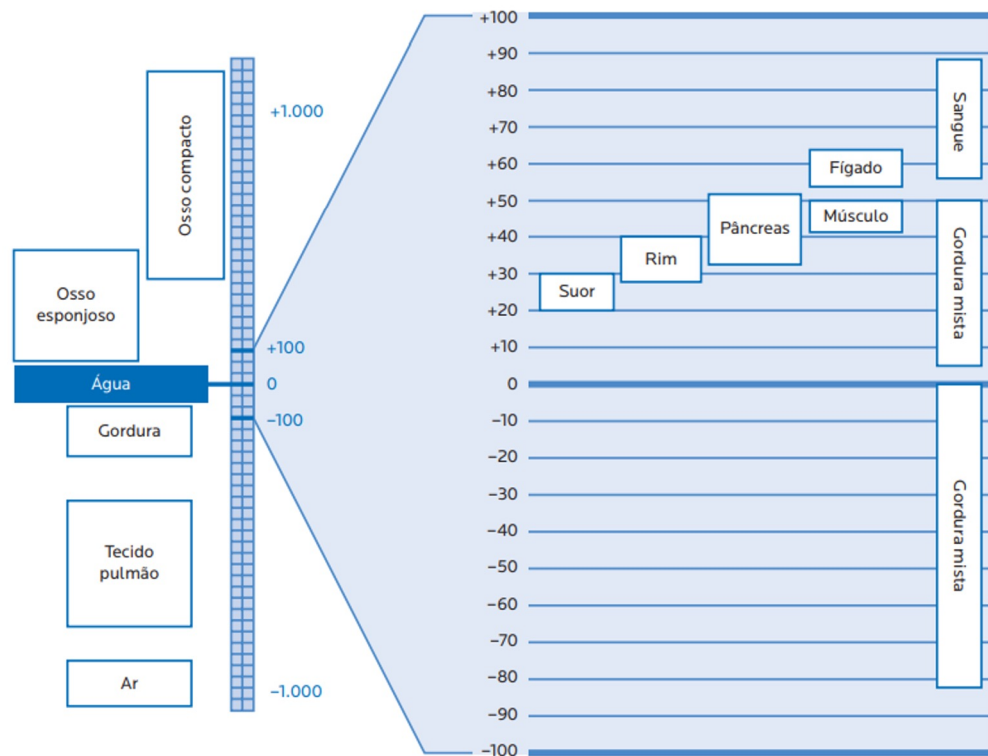 +1.000
Osso compacto
Osso
esponjoso
+100
Água
0
−100
Gordura
Tecido
pulmão
Ar
−1.000
+100
+90
+80
+70
+60
+50
+40
+30
+20
+10
0
−10
−20
−30
−40
−50
−60
−70
−80
−90
−100
Suor
Rim
Pâncreas
Fígado
Músculo
Sangue
Gordura mista
Gordura mista